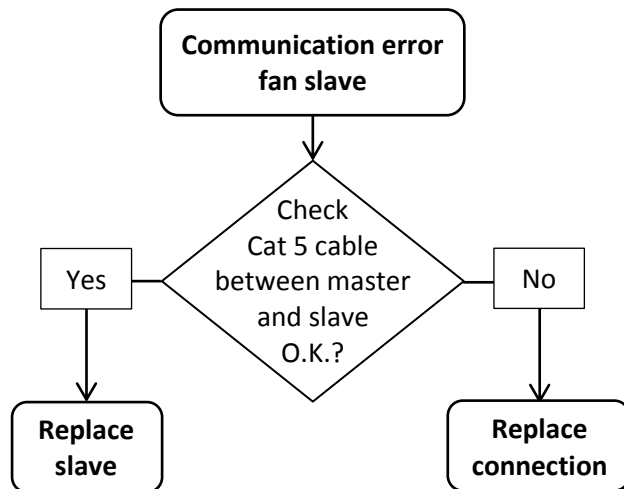 Communication error
fan slave
Check
Cat 5 cable
between master
and slave
O.K.?
Yes
No
Replace
slave
Replace
connection